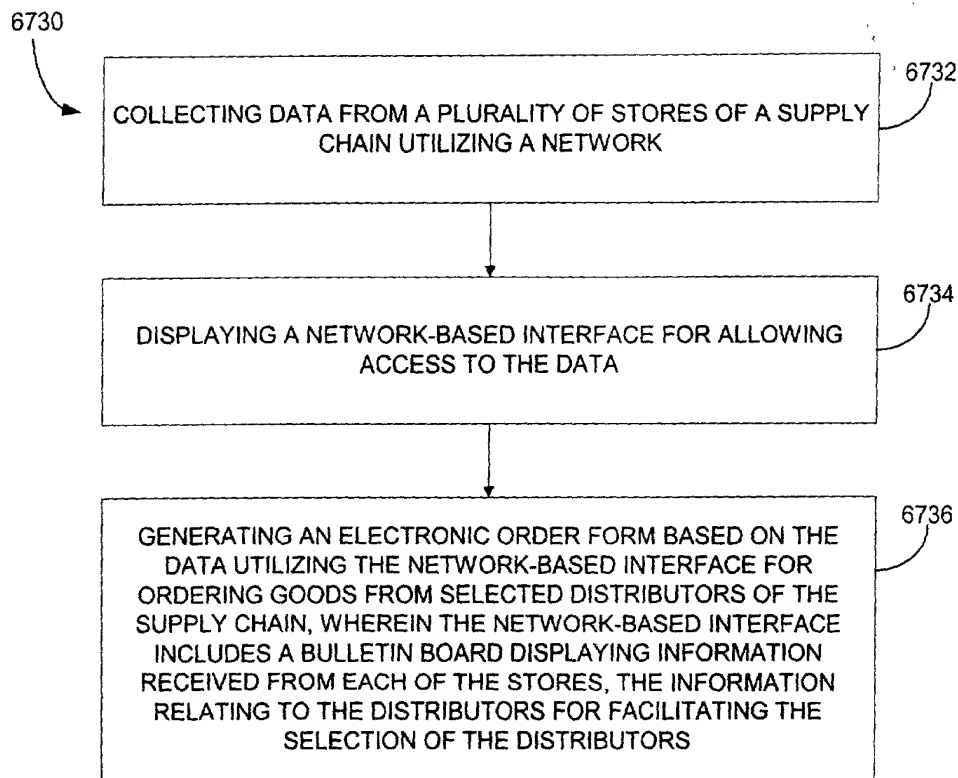 6730
6732
COLLECTING DATA FROM A PLURALITY OF STORES OF A SUPPLY
CHAIN UTILIZING A NETWORK
6734
DISPLAYING A NETWORK-BASED INTERFACE FOR ALLOWING
ACCESS TO THE DATA
6736
GENERATING AN ELECTRONIC ORDER FORM BASED ON THE
DATA UTILIZING THE NETWORK-BASED INTERFACE FOR
ORDERING GOODS FROM SELECTED DISTRIBUTORS OF THE
SUPPLY CHAIN, WHEREIN THE NETWORK-BASED INTERFACE
INCLUDES A BULLETIN BOARD DISPLAYING INFORMATION
RECEIVED FROM EACH OF THE STORES, THE INFORMATION
RELATING TO THE DISTRIBUTORS FOR FACILITATING THE
SELECTION OF THE DISTRIBUTORS